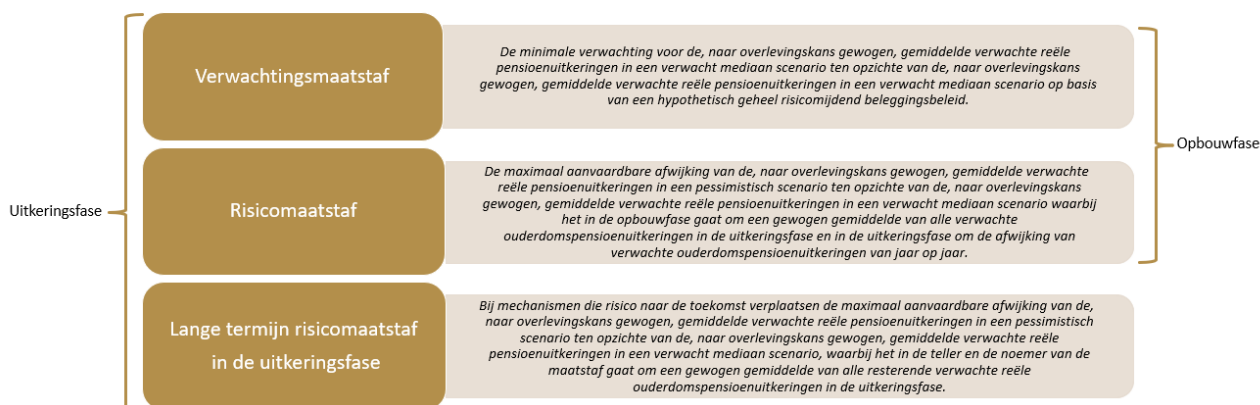 Uitkeringsfase
Verwachtingsmaatstaf
De minimale verwachting voor de, naar overlevingskans gewogen, gemiddelde verwachte reële
pensioenuitkeringen in een verwacht mediaan scenario ten opzichte van de, naar overlevingskans
gewogen, gemiddelde verwachte reële pensioenuitkeringen in een verwacht mediaan scenario op basis
van een hypothetisch geheel risicomijdend beleggingsbeleid.
Risicomaatstaf
De maximaal aanvaardbare afwijking van de, naar overlevingskans gewogen, gemiddelde verwachte
reële pensioenuitkeringen in een pessimistisch scenario ten opzichte van de, naar overlevingskans
gewogen, gemiddelde verwachte reële pensioenuitkeringen in een verwacht mediaan scenario waarbij
het in de opbouwfase gaat om een gewogen gemiddelde van alle verwachte
ouderdomspensioenuitkeringen in de uitkeringsfase en in de uitkeringsfase om de afwijking van
verwachte ouderdomspensioenuitkeringen van jaar op jaar.
Lange termijn risicomaatstaf
in de uitkeringsfase
Bij mechanismen die risico naar de toekomst verplaatsen de maximaal aanvaardbare afwijking van de,
naar overlevingskans gewogen, gemiddelde verwachte reële pensioenuitkeringen in een pessimistisch
scenario ten opzichte van de, naar overlevingskans gewogen, gemiddelde verwachte reële
pensioenuitkeringen in een verwacht mediaan scenario, waarbij het in de teller en de noemer van de
maatstaf gaat om een gewogen gemiddelde van alle resterende verwachte reële
ouderdomspensioenuitkeringen in de uitkeringsfase.
Opbouwfase